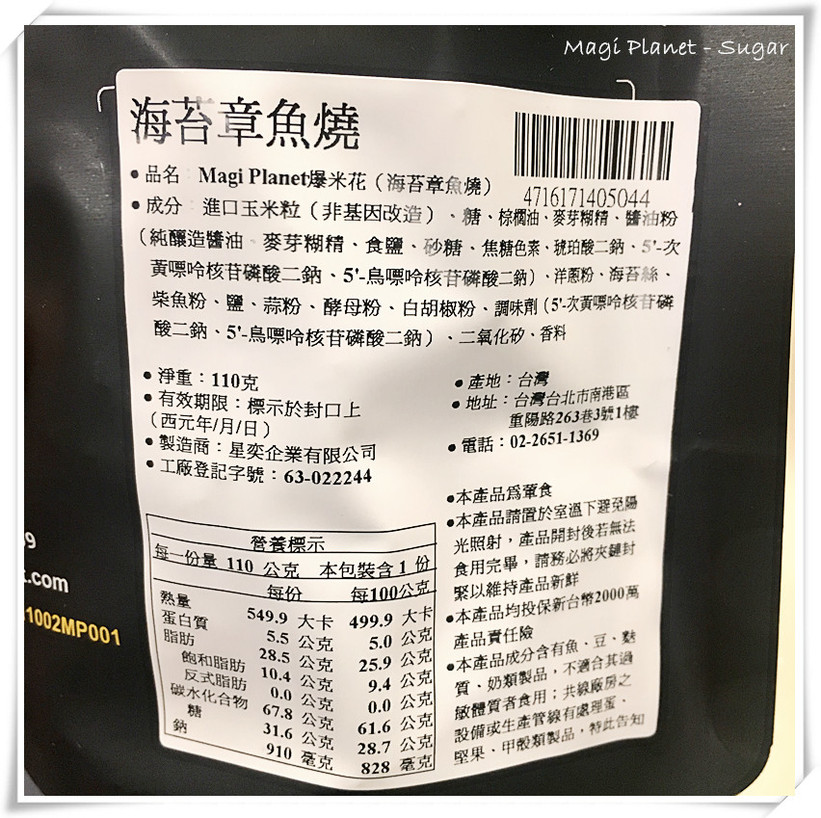 Magi Planet - Sugar
海苔章魚燒
4716171405044
•品名：Magi Planet爆米花（海苔章魚燒）
•成分：進口玉米粒（非基因改造）、糖、棕櫚油、麥芽糊精、醬油粉
（純釀造醬油、麥芽糊精、食鹽、砂糖、焦糖色素、琥珀酸二鈉、5'-次
黃嘌呤核苷磷酸二鈉、5'-鳥嘌呤核苷磷酸二鈉）、洋蔥粉、海苔絲、
柴魚粉、鹽、蒜粉、酵母粉、白胡椒粉、調味劑（5'-次黃嘌呤核苷磷
酸二鈉、5'-鳥嘌呤核苷磷酸二鈉）、二氧化矽、香料
•淨重：110克
•有效期限：標示於封口上
（西元年/月/日）
•製造商：星奕企業有限公司
•工廠登記字號：63-022244
•產地：台灣
•地址：台灣台北市南港區
重陽路263巷3號1樓
•電話：02-2651-1369
營養標示
每一份量 110 公克 本包裝含 1 份
每份 每100公克
熱量 549.9 大卡 499.9 大卡
蛋白質 5.5 公克 5.0 公克
脂肪 28.5 公克 25.9 公克
飽和脂肪 10.4 公克 9.4 公克
反式脂肪 0.0 公克 0.0 公克
碳水化合物 67.8 公克 61.6 公克
糖 31.6 公克 28.7 公克
鈉 910 毫克 828 毫克
•本產品為葷食
•本產品請置於室溫下避免陽
光照射，產品開封後若無法
食用完畢，請務必將夾鏈封
緊以維持產品新鮮
•本產品均投保新台幣2000萬
產品責任險
•本產品成分含有魚、豆、麩
質、奶類製品，不適合其過
敏體質者食用；共線廠房之
設備或生產管線有處理蛋、
堅果、甲殼類製品，特此告知
9
.com
1002MP001